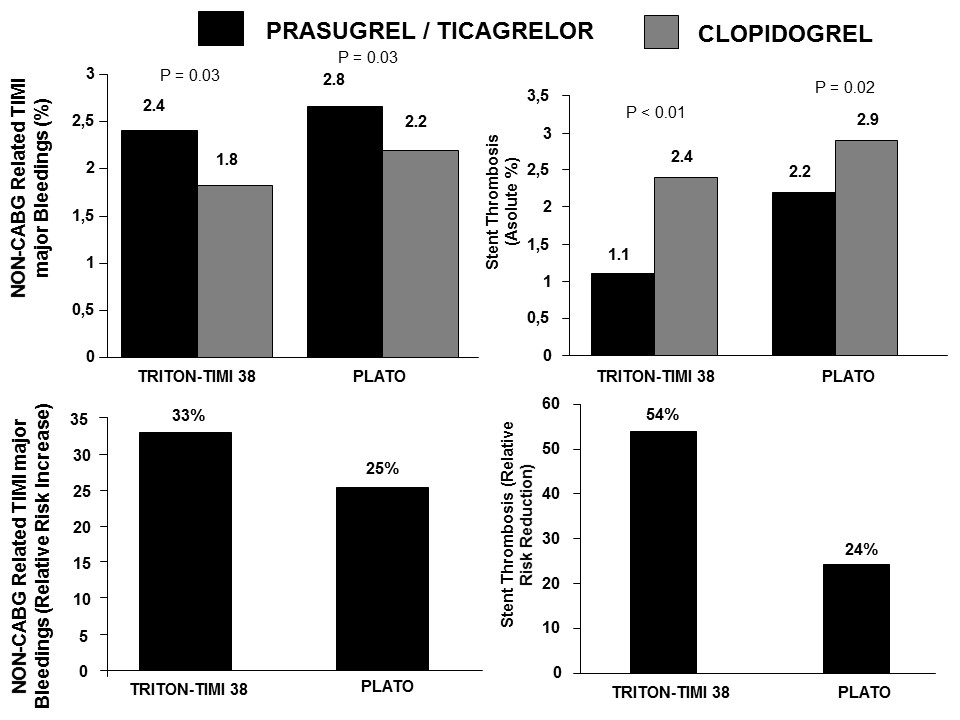 PRASUGREL / TICAGRELOR
CLOPIDOGREL
NON-CABG Related TIMI
major Bleedings (%)
3
2,5
2
1,5
1
0,5
0
P = 0.03
P = 0.03
2.4
1.8
2.8
2.2
TRITON-TIMI 38
PLATO
Stent Thrombosis
(Asolute %)
3,5
3
2,5
2
1,5
1
0,5
0
P < 0.01
P = 0.02
1.1
2.4
2.2
2.9
TRITON-TIMI 38
PLATO
NON-CABG Related TIMI major
Bleedings (Relative Risk Increase)
35
30
25
20
15
10
5
0
33%
25%
TRITON-TIMI 38
PLATO
Stent Thrombosis (Relative
Risk Reduction)
60
50
40
30
20
10
0
54%
24%
TRITON-TIMI 38
PLATO